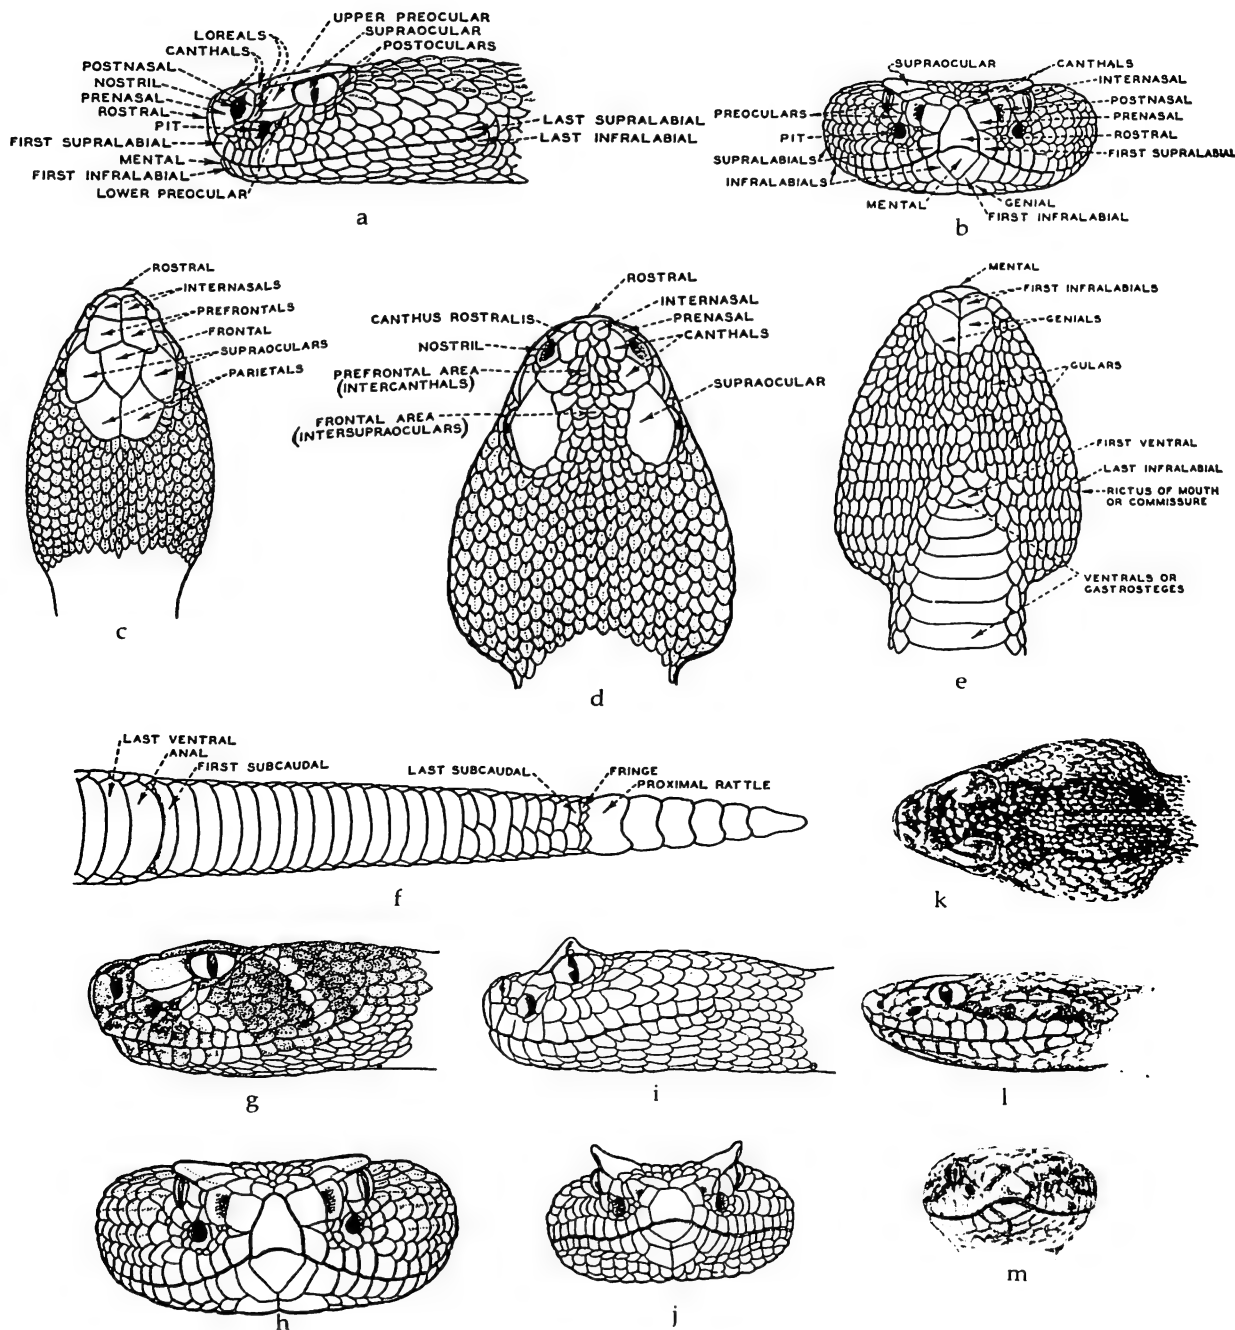 UPPER PREOCULAR
LOREALS
SUPRAOCULAR
CANTHALS
POSTOCULARS
POSTNASAL
NOSTRIL
PRENASAL
ROSTRAL
PIT
FIRST SUPRALABIAL
MENTAL
FIRST INFRALABIAL
LOWER PREOCULAR
LAST SUPRALABIAL
LAST INFRALABIAL
a
SUPRAOCULAR
CANTHALS
INTERNASAL
PREOCULARS
POSTNASAL
PRENASAL
PIT
ROSTRAL
SUPRALABIALS
FIRST SUPRALABIAL
INFRALABIALS
MENTAL
GENIAL
FIRST INFRALABIAL
b
ROSTRAL
INTERNASALS
PREFRONTALS
FRONTAL
SUPRAOCULARS
PARIETALS
c
ROSTRAL
INTERNASAL
CANTHUS ROSTRALIS
PRENASAL
NOSTRIL
CANTHALS
PREFRONTAL AREA
(INTERCANTHALS)
SUPRAOCULAR
FRONTAL AREA
(INTERSUPRAOCULARS)
d
MENTAL
FIRST INFRALABIALS
GENIALS
GULARS
FIRST VENTRAL
LAST INFRALABIAL
RICTUS OF MOUTH
OR COMMISSURE
VENTRALS OR
GASTROSTEGES
e
LAST VENTRAL
ANAL
FIRST SUBCAUDAL
LAST SUBCAUDAL
FRINGE
PROXIMAL RATTLE
f
k
g
i
l
h
j
m